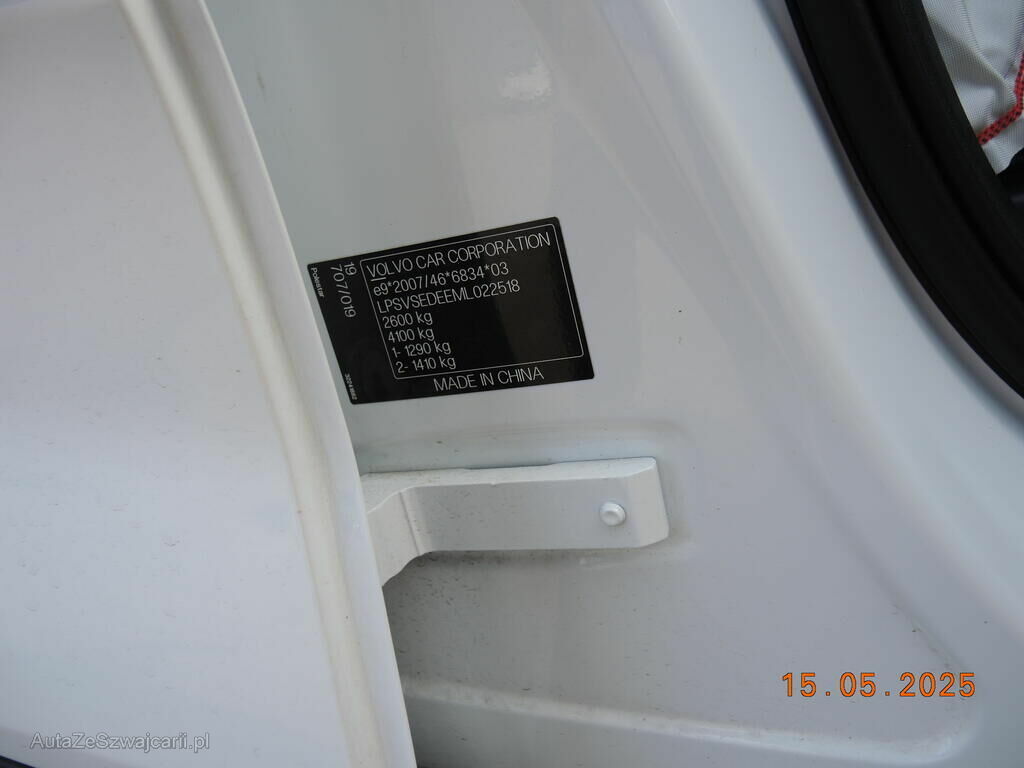 VOLVO CAR CORPORATION
e9*2007/46*6834*03
LPSVSEDEEML022518
2600 kg
4100 kg
1- 1290 kg
2- 1410 kg
MADE IN CHINA
19
707/019
Polestar
15.05.2025
AutaZeSzwajcarii.pl